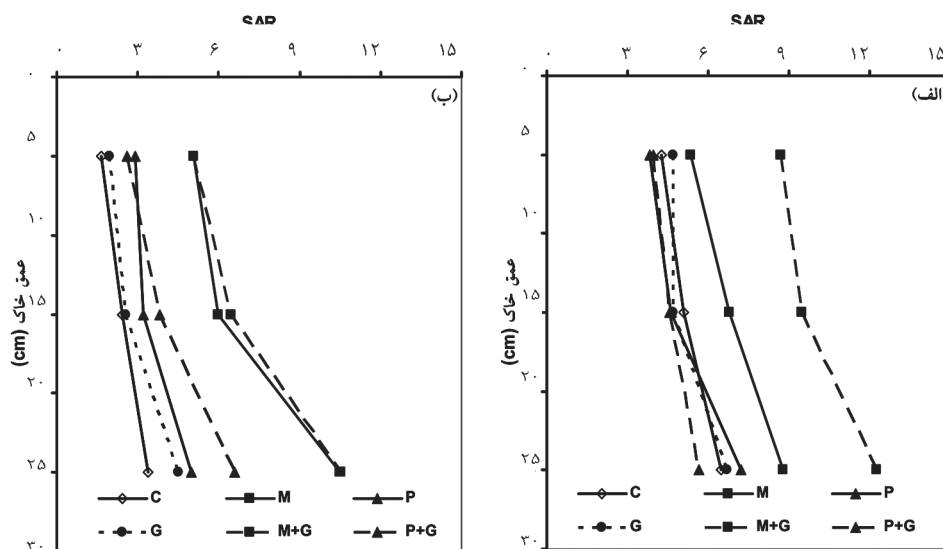 SAR
۰ ۳ ۶ ۹ ۱۲ ۱۵
(ب)
۰
۵
۱۰
۱۵
۲۰
۲۵
۳۰
عمق خاک (cm)
C M P
G M+G P+G
SAR
۰ ۳ ۶ ۹ ۱۲ ۱۵
الف)
۰
۵
۱۰
۱۵
۲۰
۲۵
۳۰
عمق خاک (cm)
C M P
G M+G P+G